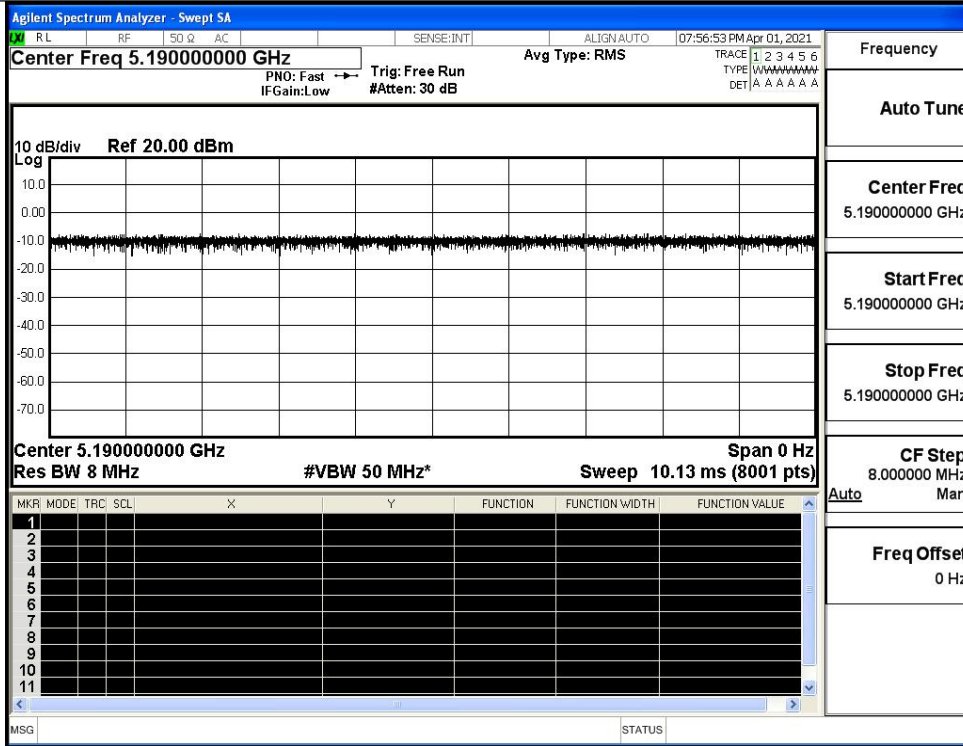 Agilent Spectrum Analyzer - Swept SA
LXI RL RF 50 Ω AC SENSE:INT ALIGN AUTO 07:56:53 PM Apr 01, 2021
Center Freq 5.190000000 GHz Avg Type: RMS TRACE 1 2 3 4 5 6
PNO: Fast Trig: Free Run TYPE WWWWWW
IFGain:Low #Atten: 30 dB DET A A A A A A
10 dB/div Ref 20.00 dBm
Log
10.0
0.00
-10.0
-20.0
-30.0
-40.0
-50.0
-60.0
-70.0
Center 5.190000000 GHz Span 0 Hz
Res BW 8 MHz #VBW 50 MHz* Sweep 10.13 ms (8001 pts)
MKR MODE TRC SCL X Y FUNCTION FUNCTION WIDTH FUNCTION VALUE
1
2
3
4
5
6
7
8
9
10
11
MSG STATUS
Frequency
Auto Tune
Center Freq
5.190000000 GHz
Start Freq
5.190000000 GHz
Stop Freq
5.190000000 GHz
CF Step
8.000000 MHz
Auto Man
Freq Offset
0 Hz